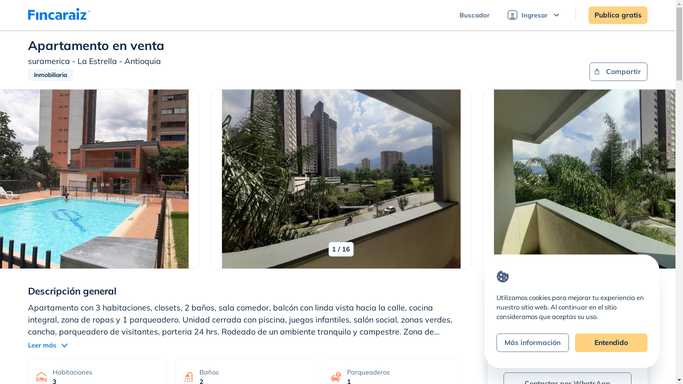 Fincaraiz
Buscador
Ingresar
Publica gratis
Apartamento en venta
suramerica - La Estrella - Antioquia
Inmobiliaria
Compartir
1 / 16
Descripción general
Apartamento con 3 habitaciones, closets, 2 baños, sala comedor, balcón con linda vista hacia la calle, cocina
integral, zona de ropas y 1 parqueadero. Unidad cerrada con piscina, juegos infantiles, salón social, zonas verdes,
cancha, parqueadero de visitantes, porteria 24 hrs. Rodeado de un ambiente tranquilo y campestre. Zona de...
Leer más
Habitaciones
3
Baños
2
Parqueaderos
1
Utilizamos cookies para mejorar tu experiencia en
nuestro sitio web. Al continuar en el sitio
consideramos que aceptas su uso.
Más información
Entendido
Contactar por WhatsApp